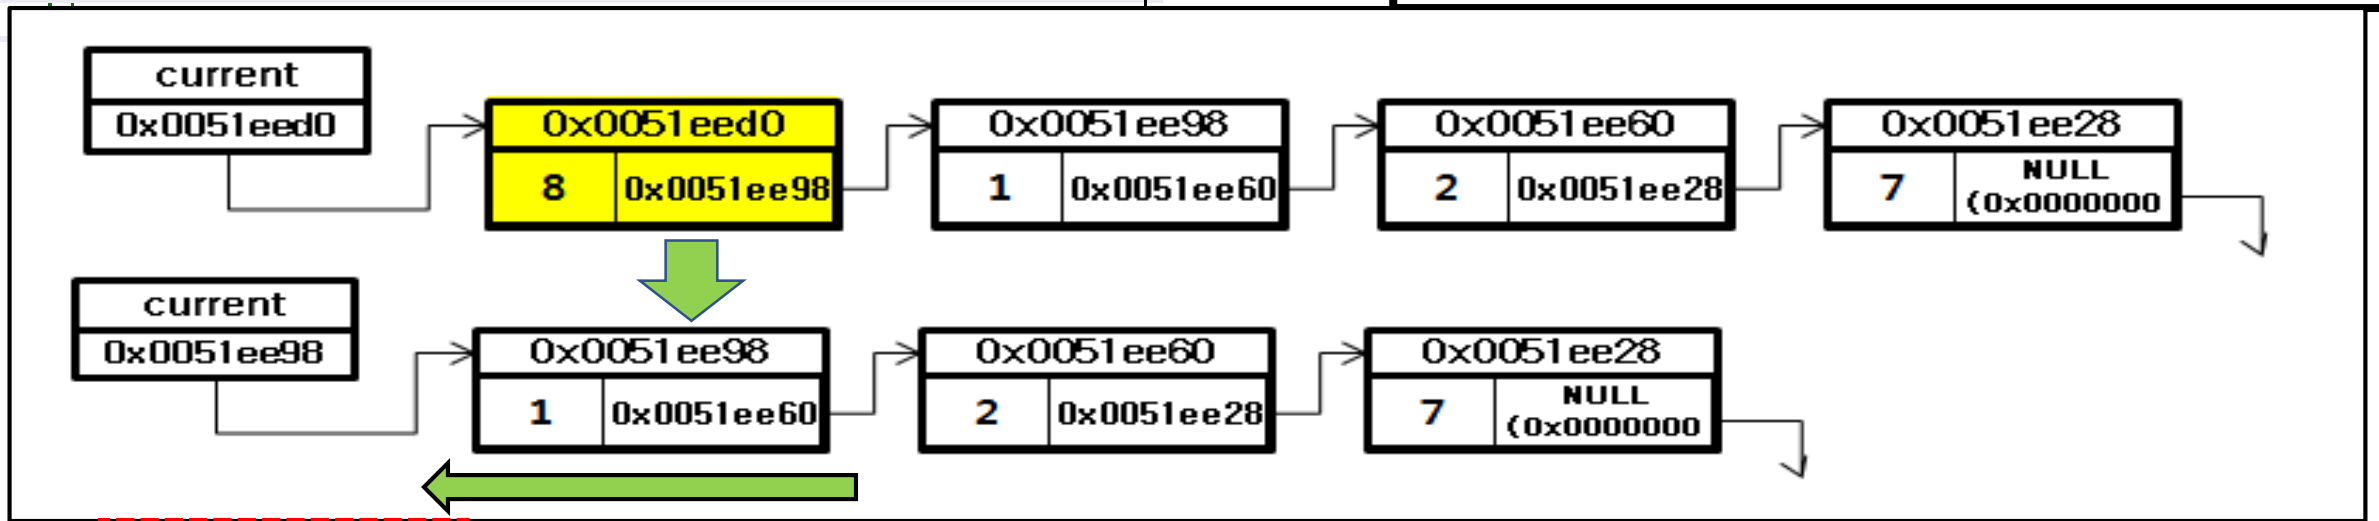 current
0x0051eed0
0x0051eed0
8 0x0051ee98
0x0051ee98
1 0x0051ee60
0x0051ee60
2 0x0051ee28
0x0051ee28
7 NULL
(0x0000000
current
0x0051ee98
0x0051ee98
1 0x0051ee60
0x0051ee60
2 0x0051ee28
0x0051ee28
7 NULL
(0x0000000